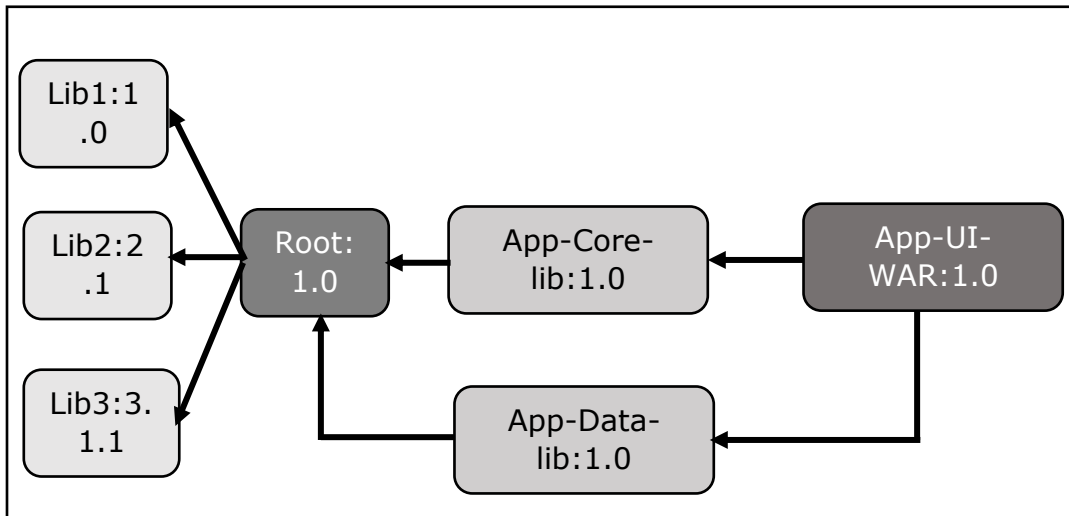 Lib1:1
.0
Lib2:2
.1
Lib3:3.
1.1
Root:
1.0
App-Core-
lib:1.0
App-Data-
lib:1.0
App-UI-
WAR:1.0